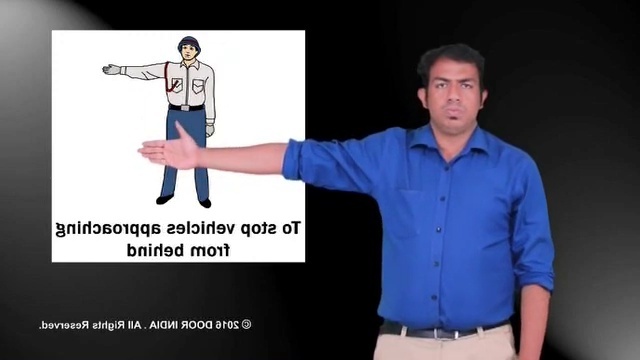 To stop vehicles approaching
from behind
© 2016 DOOR INDIA . All Rights Reserved.